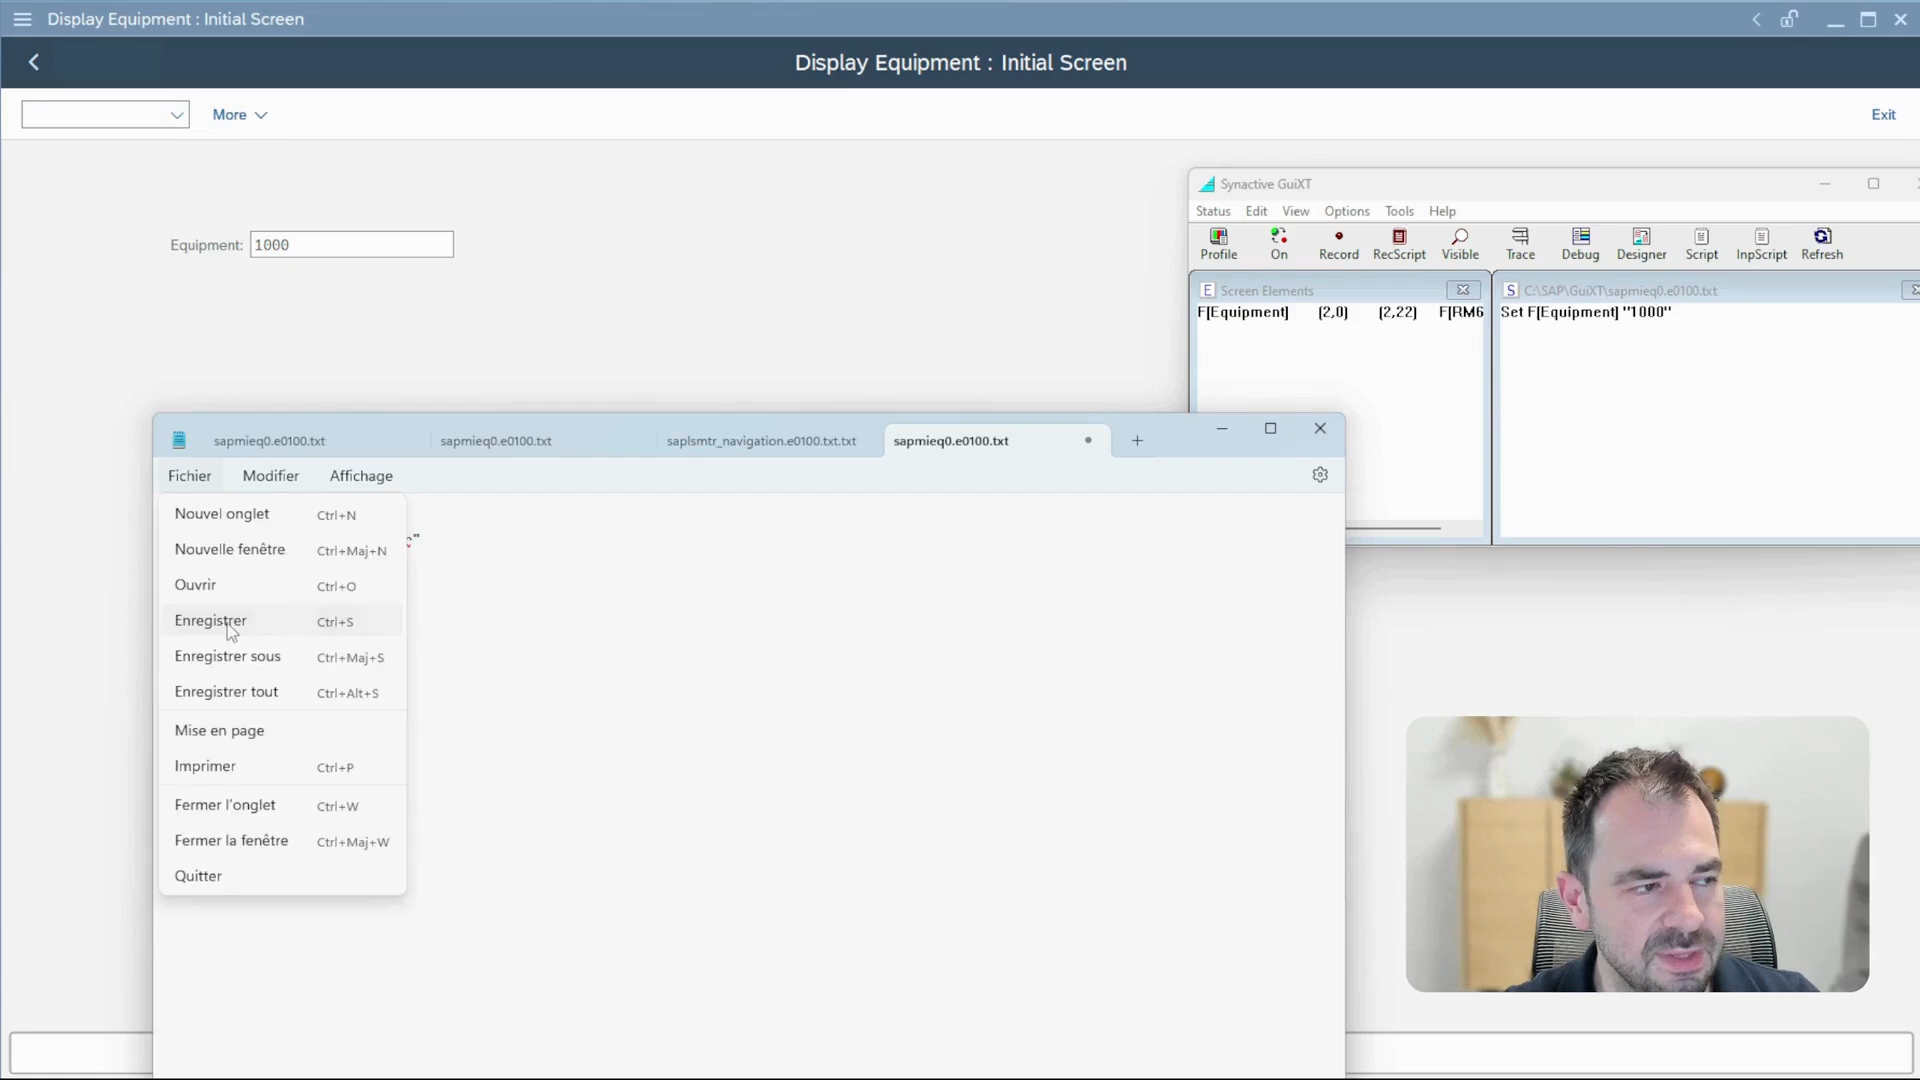 Display Equipment : Initial Screen
Display Equipment : Initial Screen
More
Exit
Equipment: 1000
Synactive GuiXT
Status Edit View Options Tools Help
Profile On Record RecScript Visible Trace Debug Designer Script InpScript Refresh
E Screen Elements
F[Equipment] (2,0) (2,22) F[RM6
S C:\SAP\GuiXT\sapmieq0.e0100.txt
Set F[Equipment] "1000"
sapmieq0.e0100.txt
sapmieq0.e0100.txt
saplsmtr_navigation.e0100.txt.txt
sapmieq0.e0100.txt
Fichier Modifier Affichage
Nouvel onglet Ctrl+N
Nouvelle fenêtre Ctrl+Maj+N
Ouvrir Ctrl+O
Enregistrer Ctrl+S
Enregistrer sous Ctrl+Maj+S
Enregistrer tout Ctrl+Alt+S
Mise en page
Imprimer Ctrl+P
Fermer l'onglet Ctrl+W
Fermer la fenêtre Ctrl+Maj+W
Quitter